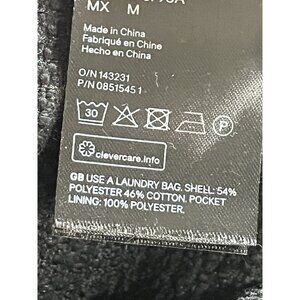 MX M
Made in China
Fabriqué en Chine
Hecho en China
O/N 143231
P/N 08515451
30
P
clevercare.info
GB USE A LAUNDRY BAG. SHELL: 54%
POLYESTER 46% COTTON. POCKET
LINING: 100% POLYESTER.